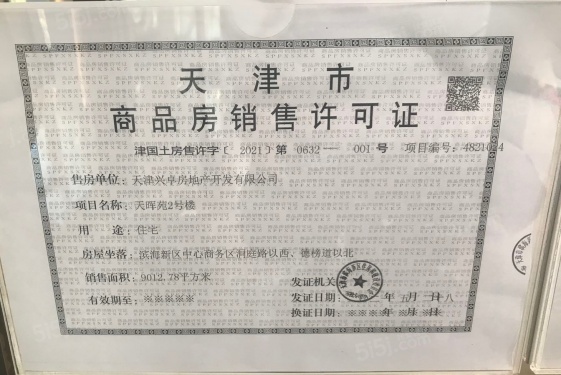 天津市
商品房销售许可证
津国土房售许字〔2021〕第0632—001号 项目编号:4821014
售房单位:天津兴卓房地产开发有限公司
项目名称:天晖苑2号楼
用途:住宅
房屋坐落:滨海新区中心商务区洞庭路以西、德榜道以北
销售面积:9012.78平方米
发证机关
有效期至:※※※※※
发证日期: 年五月 日
换证日期:※※※年※月※日